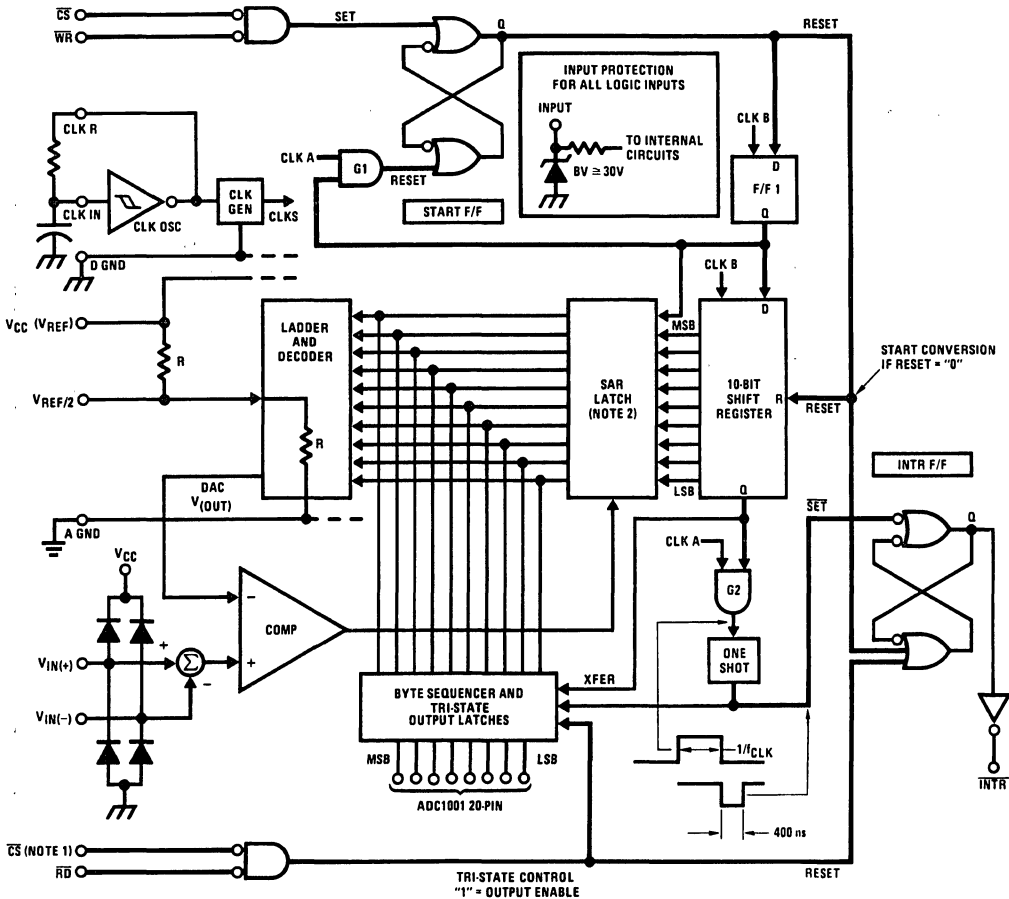 CS
WR
SET
Q
RESET
INPUT PROTECTION
FOR ALL LOGIC INPUTS
INPUT
TO INTERNAL
CIRCUITS
BV ≅ 30V
CLK R
CLK IN
CLK OSC
CLK
GEN
CLKS
D GND
CLK A
G1
RESET
START F/F
CLK B
D
F/F 1
Q
CLK B
VCC (VREF)
R
VREF/2
LADDER
AND
DECODER
R
MSB
SAR
LATCH
(NOTE 2)
LSB
D
10-BIT
SHIFT
REGISTER
R
Q
RESET
START CONVERSION
IF RESET = "0"
INTR F/F
DAC
V(OUT)
A GND
VCC
SET
Q
CLK A
G2
ONE
SHOT
COMP
−
+
VIN(+)
+
Σ
−
VIN(−)
XFER
BYTE SEQUENCER AND
TRI-STATE
OUTPUT LATCHES
MSB
LSB
ADC1001 20-PIN
1/fCLK
400 ns
INTR
CS (NOTE 1)
RD
TRI-STATE CONTROL
"1" = OUTPUT ENABLE
RESET